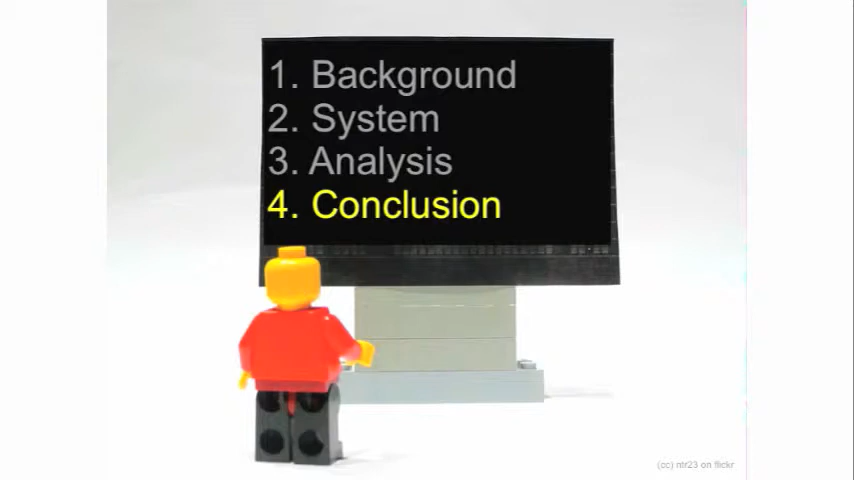 1. Background
2. System
3. Analysis
4. Conclusion
(cc) ntr23 on flickr